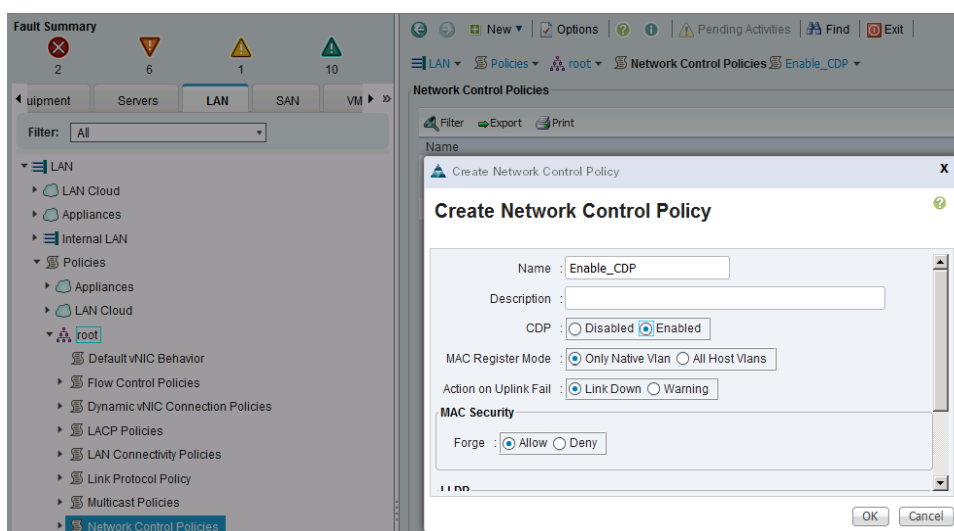 Fault Summary
2 6 1 10
uipment Servers LAN SAN VM
Filter: All
LAN
LAN Cloud
Appliances
Internal LAN
Policies
Appliances
LAN Cloud
root
Default vNIC Behavior
Flow Control Policies
Dynamic vNIC Connection Policies
LACP Policies
LAN Connectivity Policies
Link Protocol Policy
Multicast Policies
Network Control Policies
New Options Pending Activities Find Exit
LAN Policies root Network Control Policies Enable_CDP
Network Control Policies
Filter Export Print
Name
Create Network Control Policy X
Create Network Control Policy
Name : Enable_CDP
Description :
CDP : Disabled Enabled
MAC Register Mode : Only Native Vlan All Host Vlans
Action on Uplink Fail : Link Down Warning
MAC Security
Forge : Allow Deny
LLDP
OK Cancel